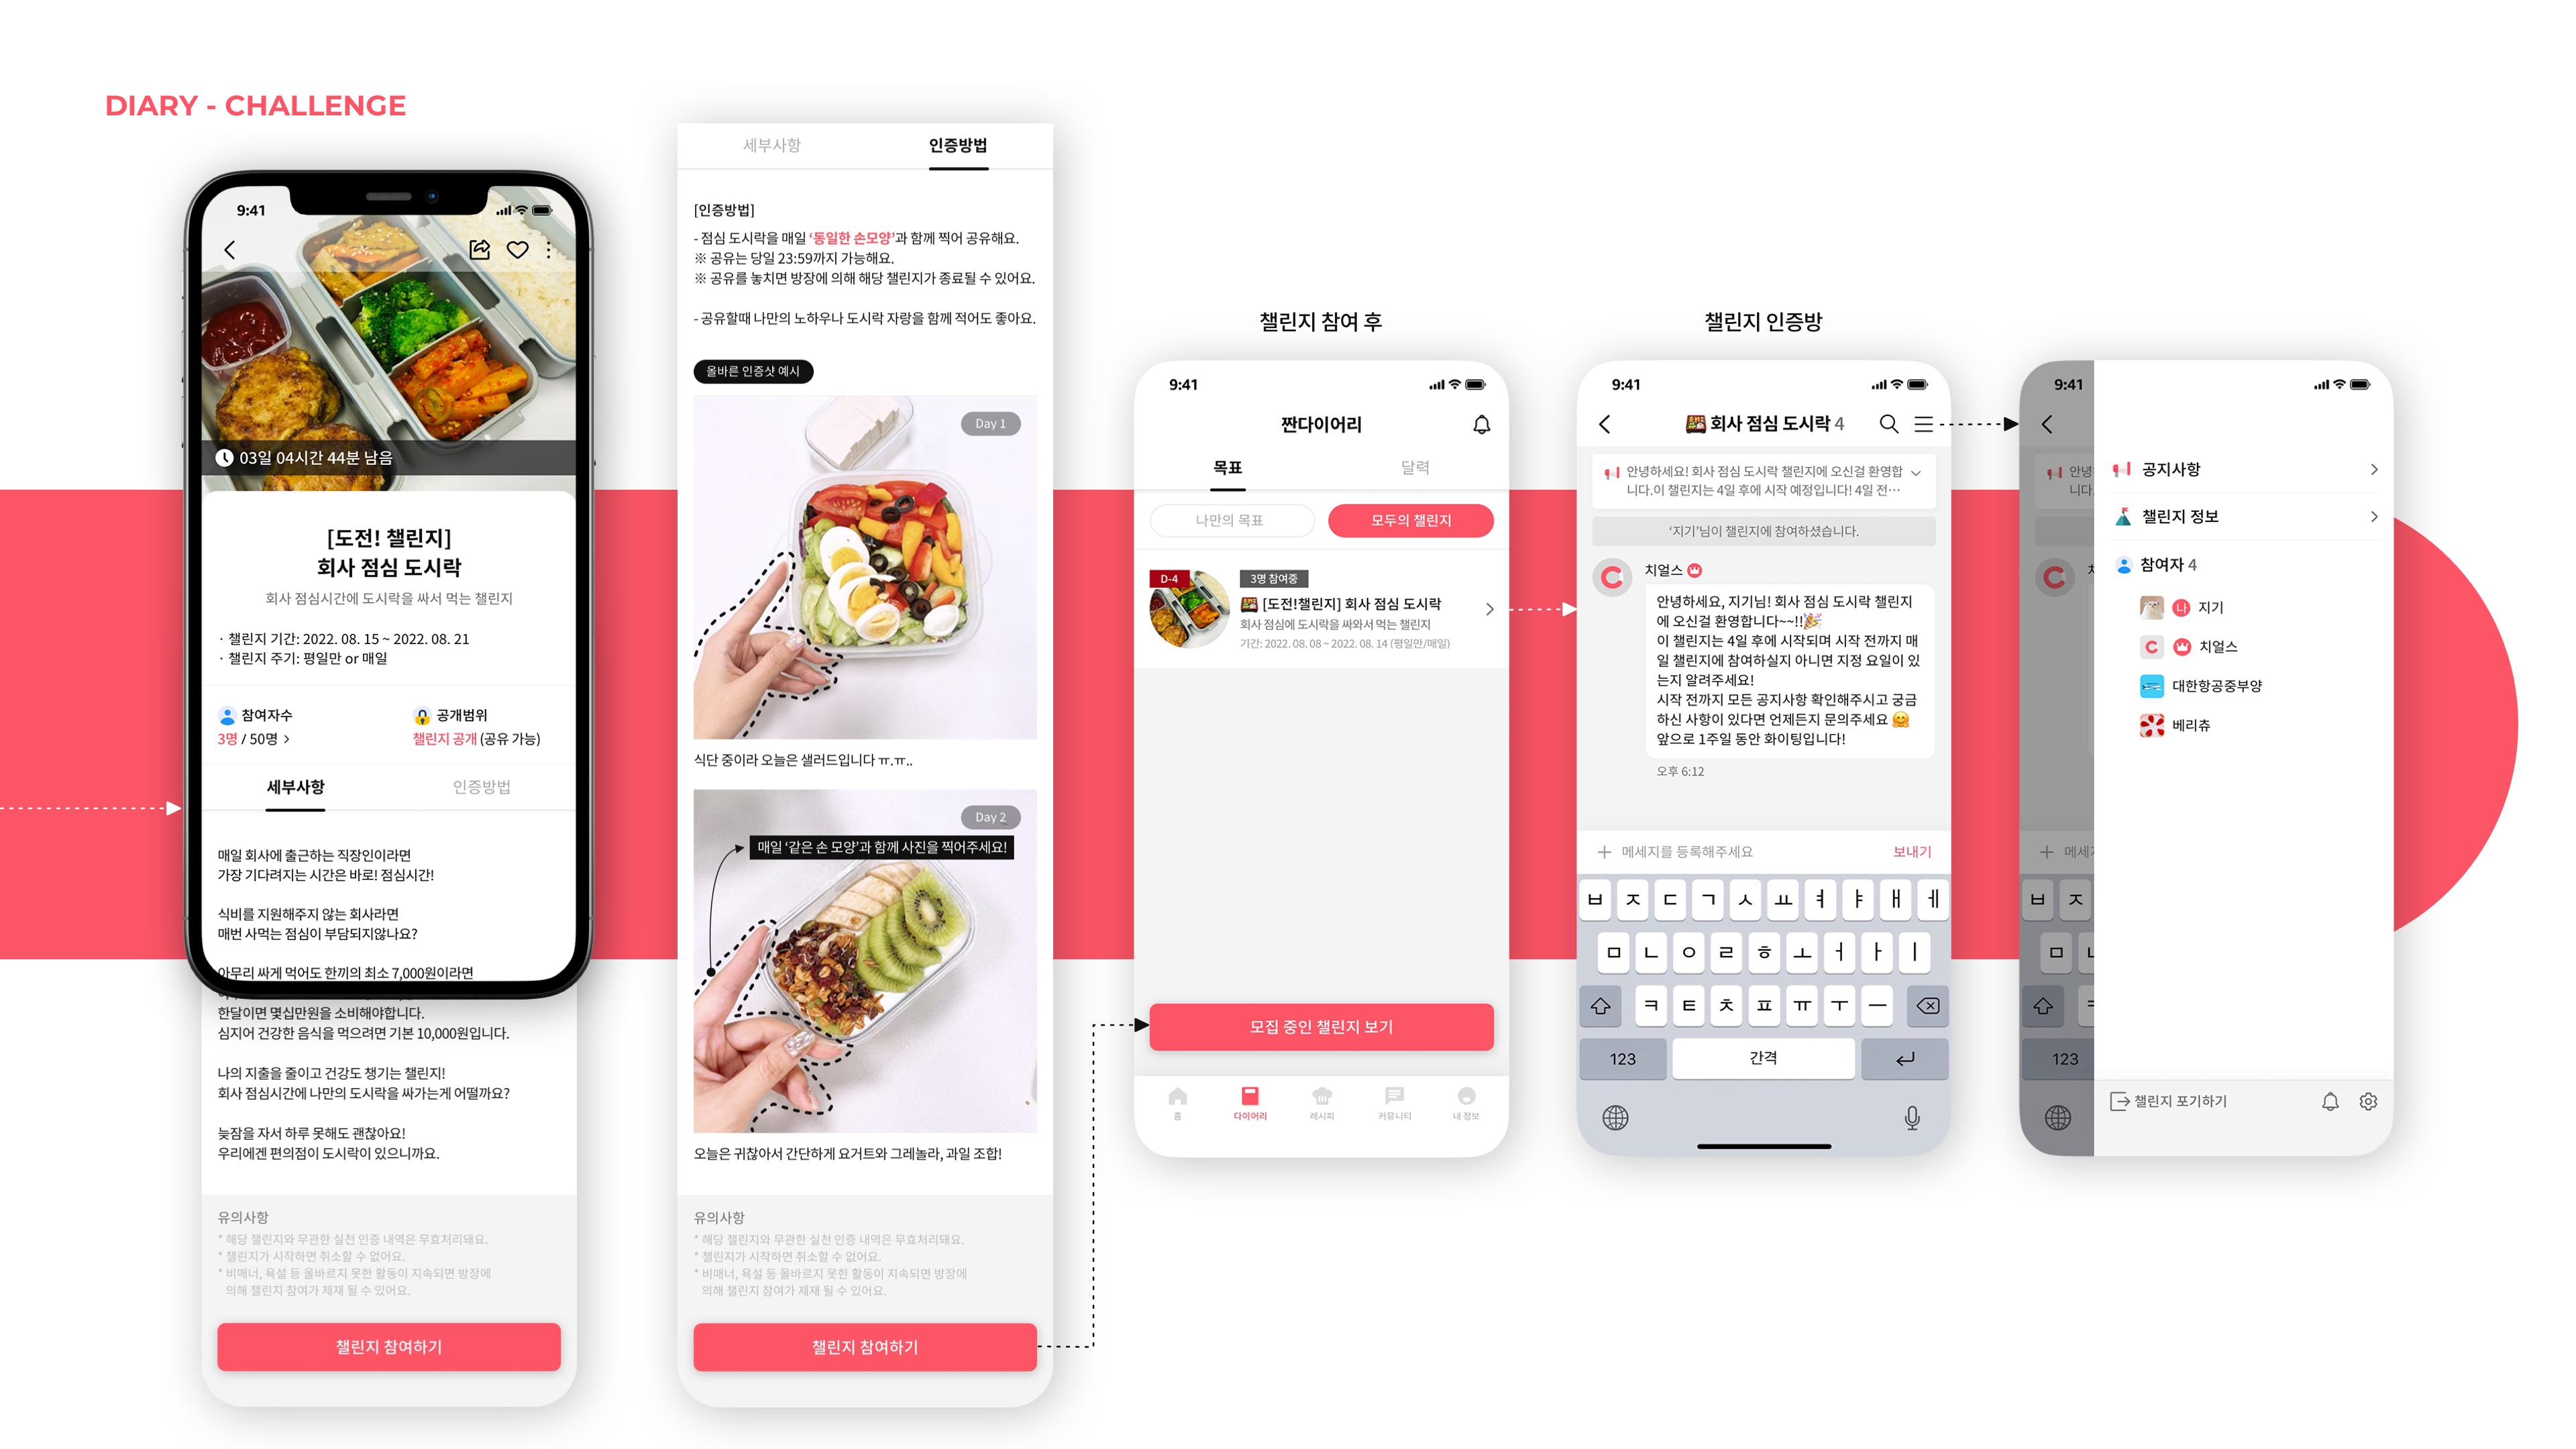 DIARY - CHALLENGE
9:41
03일 04시간 44분 남음
[도전! 챌린지]
회사 점심 도시락
회사 점심시간에 도시락을 싸서 먹는 챌린지
· 챌린지 기간: 2022. 08. 15 ~ 2022. 08. 21
· 챌린지 주기: 평일만 or 매일
참여자수
3명 / 50명 >
공개범위
챌린지 공개 (공유 가능)
세부사항
인증방법
매일 회사에 출근하는 직장인이라면
가장 기다려지는 시간은 바로! 점심시간!
식비를 지원해주지 않는 회사라면
매번 사먹는 점심이 부담되지않나요?
아무리 싸게 먹어도 한끼의 최소 7,000원이라면
한달이면 몇십만원을 소비해야합니다.
심지어 건강한 음식을 먹으려면 기본 10,000원입니다.
나의 지출을 줄이고 건강도 챙기는 챌린지!
회사 점심시간에 나만의 도시락을 싸가는게 어떨까요?
늦잠을 자서 하루 못해도 괜찮아요!
우리에겐 편의점이 도시락이 있으니까요.
유의사항
* 해당 챌린지와 무관한 실천 인증 내역은 무효처리돼요.
* 챌린지가 시작하면 취소할 수 없어요.
* 비매너, 욕설 등 올바르지 못한 활동이 지속되면 방장에
의해 챌린지 참여가 제재 될 수 있어요.
챌린지 참여하기
세부사항
인증방법
[인증방법]
- 점심 도시락을 매일 ‘동일한 손모양’과 함께 찍어 공유해요.
※ 공유는 당일 23:59까지 가능해요.
※ 공유를 놓치면 방장에 의해 해당 챌린지가 종료될 수 있어요.
- 공유할때 나만의 노하우나 도시락 자랑을 함께 적어도 좋아요.
올바른 인증샷 예시
Day 1
식단 중이라 오늘은 샐러드입니다 ㅠ.ㅠ..
Day 2
매일 ‘같은 손 모양’과 함께 사진을 찍어주세요!
오늘은 귀찮아서 간단하게 요거트와 그레놀라, 과일 조합!
유의사항
* 해당 챌린지와 무관한 실천 인증 내역은 무효처리돼요.
* 챌린지가 시작하면 취소할 수 없어요.
* 비매너, 욕설 등 올바르지 못한 활동이 지속되면 방장에
의해 챌린지 참여가 제재 될 수 있어요.
챌린지 참여하기
챌린지 참여 후
9:41
짠다이어리
목표
달력
나만의 목표
모두의 챌린지
D-4
3명 참여중
[도전!챌린지] 회사 점심 도시락
회사 점심에 도시락을 싸와서 먹는 챌린지
기간: 2022. 08. 08 ~ 2022. 08. 14 (평일만/매일)
모집 중인 챌린지 보기
홈
다이어리
레시피
커뮤니티
내 정보
챌린지 인증방
9:41
회사 점심 도시락 4
안녕하세요! 회사 점심 도시락 챌린지에 오신걸 환영합
니다.이 챌린지는 4일 후에 시작 예정입니다! 4일 전…
‘지기’님이 챌린지에 참여하셨습니다.
치얼스
안녕하세요, 지기님! 회사 점심 도시락 챌린지
에 오신걸 환영합니다~~!!
이 챌린지는 4일 후에 시작되며 시작 전까지 매
일 챌린지에 참여하실지 아니면 지정 요일이 있
는지 알려주세요!
시작 전까지 모든 공지사항 확인해주시고 궁금
하신 사항이 있다면 언제든지 문의주세요
앞으로 1주일 동안 화이팅입니다!
오후 6:12
메세지를 등록해주세요
보내기
ㅂ ㅈ ㄷ ㄱ ㅅ ㅛ ㅕ ㅑ ㅐ ㅔ
ㅁ ㄴ ㅇ ㄹ ㅎ ㅗ ㅓ ㅏ ㅣ
ㅋ ㅌ ㅊ ㅍ ㅠ ㅜ ㅡ
123
간격
9:41
안녕
니다.
메세
ㅂ ㅈ
ㅁ
123
공지사항
챌린지 정보
참여자 4
나 지기
치얼스
대한항공중부양
베리츄
챌린지 포기하기